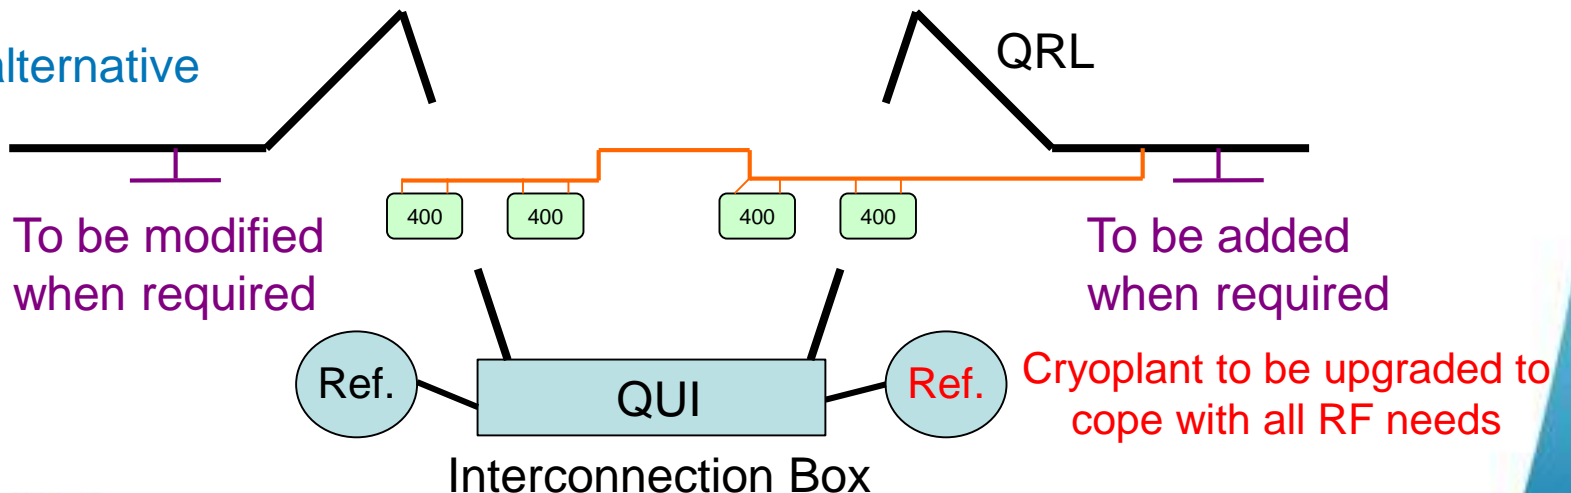 alternative
QRL
400
400
400
400
To be modified
when required
To be added
when required
Ref.
QUI
Ref.
Cryoplant to be upgraded to
cope with all RF needs
Interconnection Box